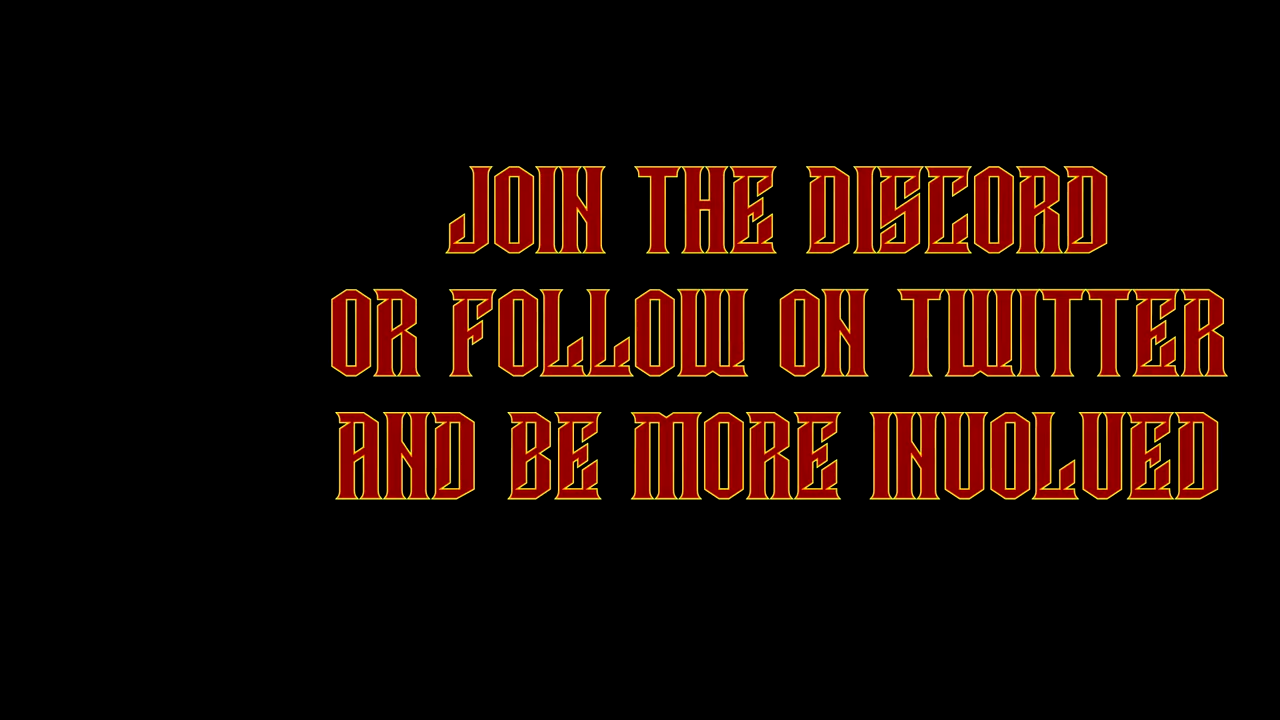 JOIN THE DISCORD
OR FOLLOW ON TWITTER
AND BE MORE INVOLVED